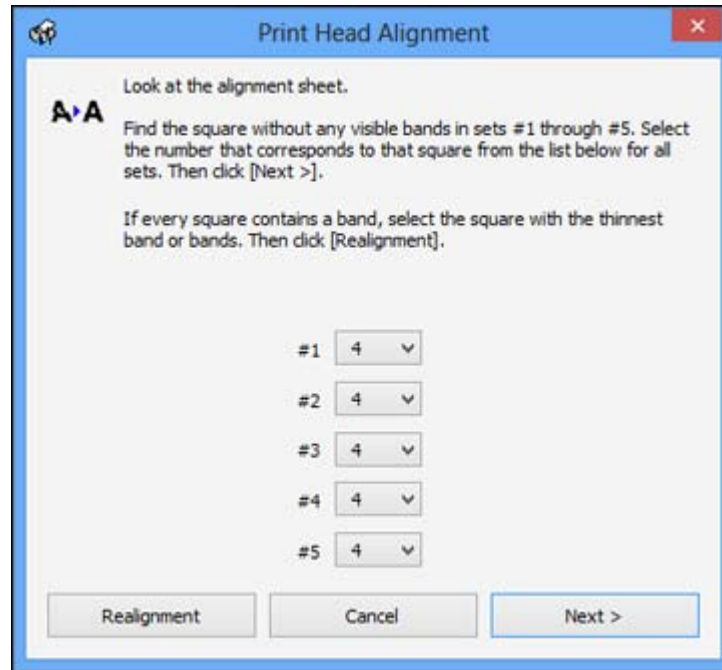 Print Head Alignment
Look at the alignment sheet.
A A
Find the square without any visible bands in sets #1 through #5. Select
the number that corresponds to that square from the list below for all
sets. Then click [Next >].
If every square contains a band, select the square with the thinnest
band or bands. Then click [Realignment].
#1 4
#2 4
#3 4
#4 4
#5 4
Realignment Cancel Next >